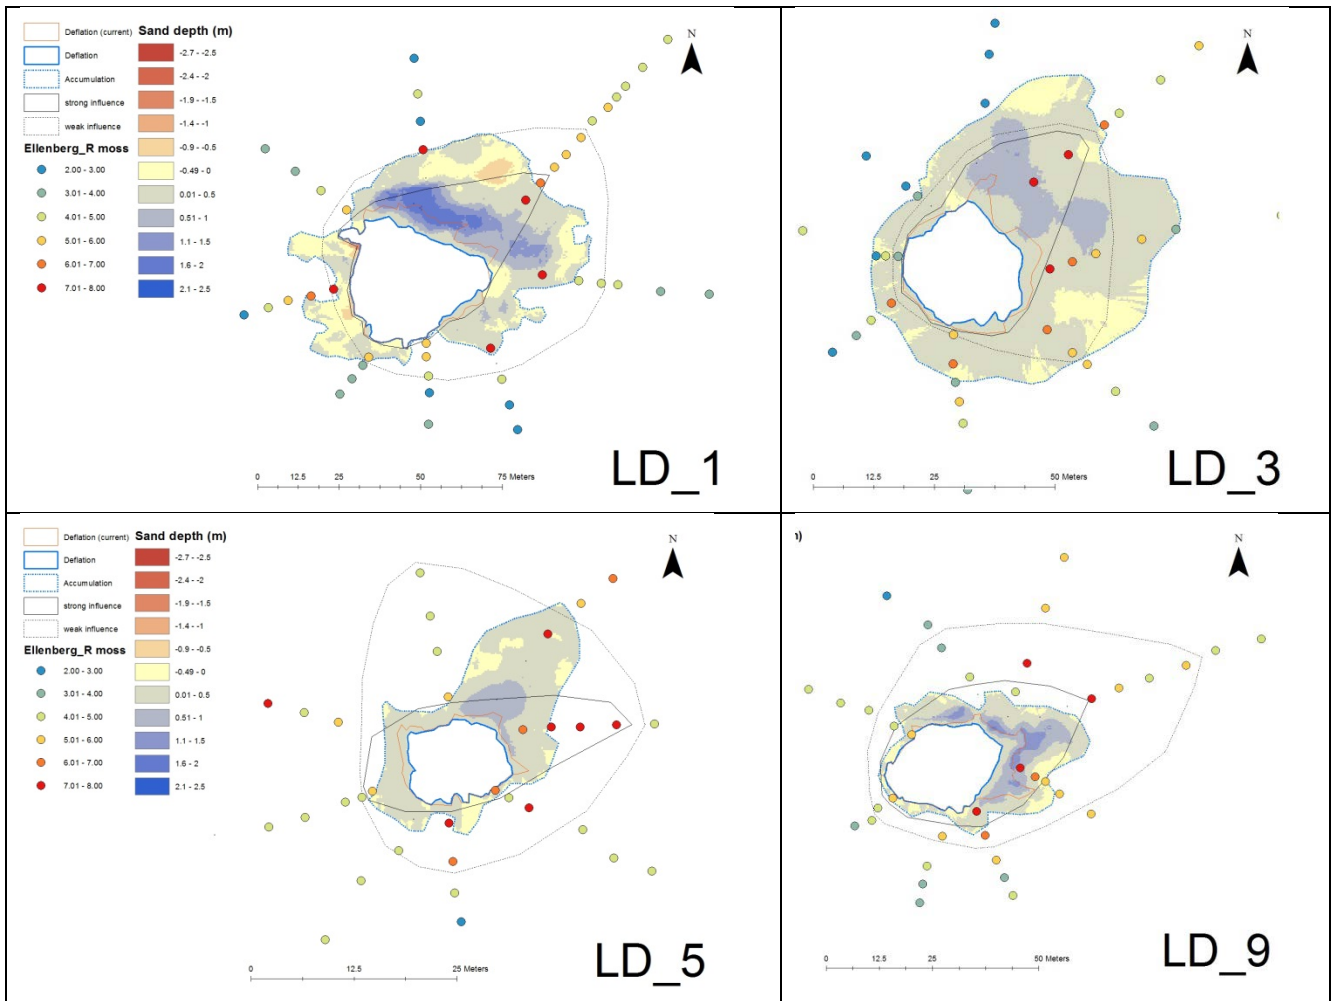 Deflation (current)
Deflation
Accumulation
strong influence
weak influence
Ellenberg_R moss
2.00 - 3.00
3.01 - 4.00
4.01 - 5.00
5.01 - 6.00
6.01 - 7.00
7.01 - 8.00
Sand depth (m)
-2.7 - -2.5
-2.4 - -2
-1.9 - -1.5
-1.4 - -1
-0.9 - -0.5
-0.49 - 0
0.01 - 0.5
0.51 - 1
1.1 - 1.5
1.6 - 2
2.1 - 2.5
N
0 12.5 25 50 75 Meters
LD_1
N
0 12.5 25 50 Meters
LD_3
Deflation (current)
Deflation
Accumulation
strong influence
weak influence
Ellenberg_R moss
2.00 - 3.00
3.01 - 4.00
4.01 - 5.00
5.01 - 6.00
6.01 - 7.00
7.01 - 8.00
Sand depth (m)
-2.7 - -2.5
-2.4 - -2
-1.9 - -1.5
-1.4 - -1
-0.9 - -0.5
-0.49 - 0
0.01 - 0.5
0.51 - 1
1.1 - 1.5
1.6 - 2
2.1 - 2.5
N
0 12.5 25 Meters
LD_5
N
0 12.5 25 50 Meters
LD_9